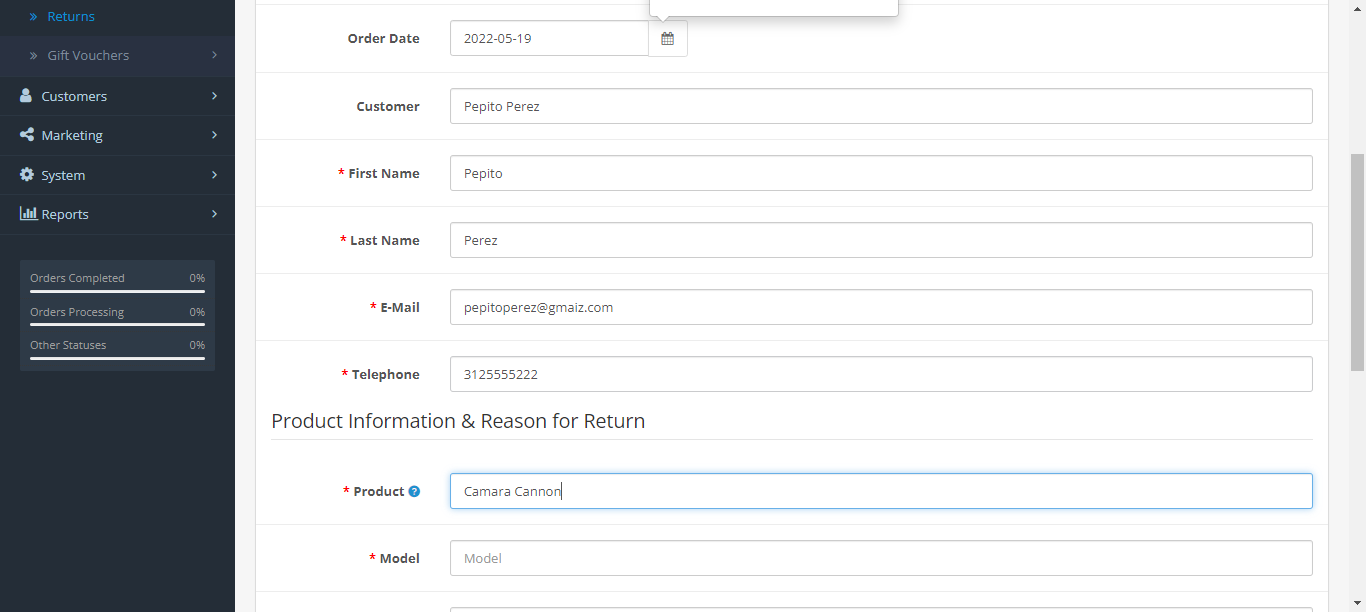 Returns
Gift Vouchers
Customers
Marketing
System
Reports
Orders Completed 0%
Orders Processing 0%
Other Statuses 0%
Order Date 2022-05-19
Customer Pepito Perez
* First Name Pepito
* Last Name Perez
* E-Mail pepitoperez@gmaiz.com
* Telephone 3125555222
Product Information & Reason for Return
* Product Camara Cannon
* Model Model